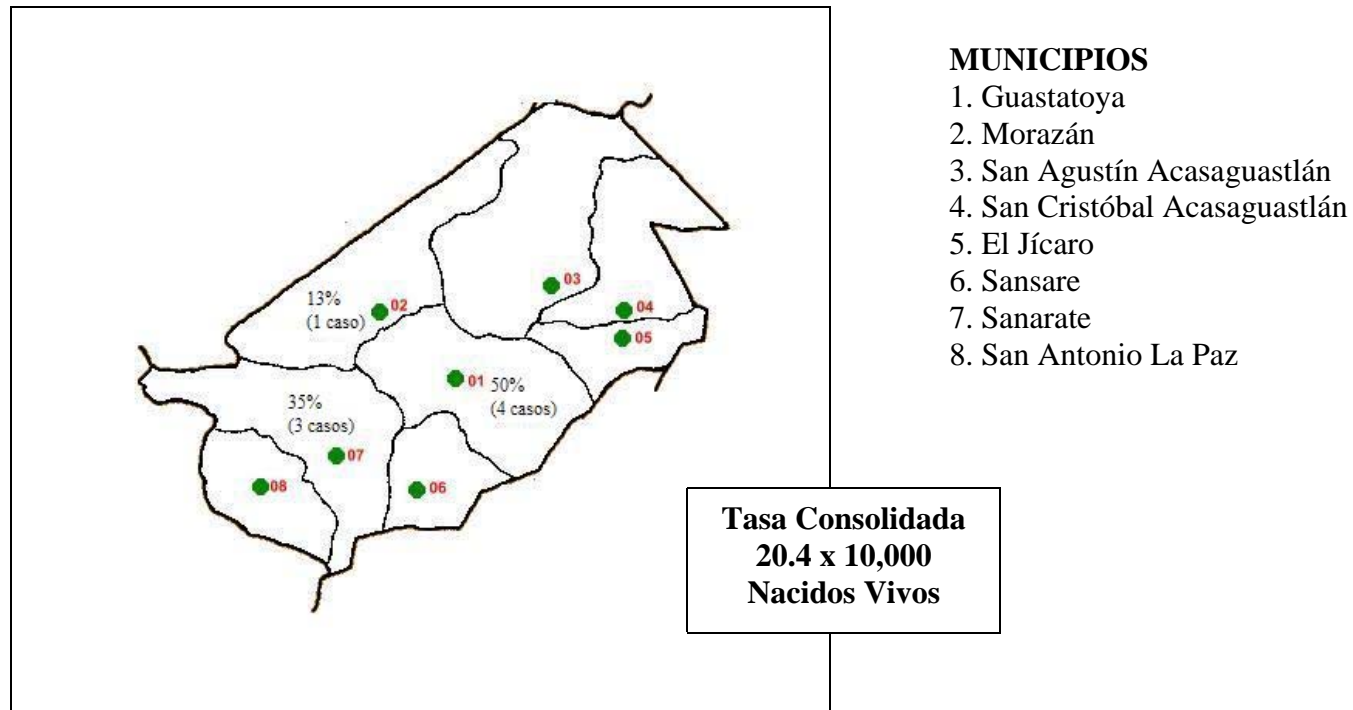 MUNICIPIOS
1. Guastatoya
2. Morazán
3. San Agustín Acasaguastlán
4. San Cristóbal Acasaguastlán
5. El Jícaro
6. Sansare
7. Sanarate
8. San Antonio La Paz
03
13%
(1 caso)
02
04
05
01
50%
(4 casos)
35%
(3 casos)
07
08
06
Tasa Consolidada
20.4 x 10,000
Nacidos Vivos